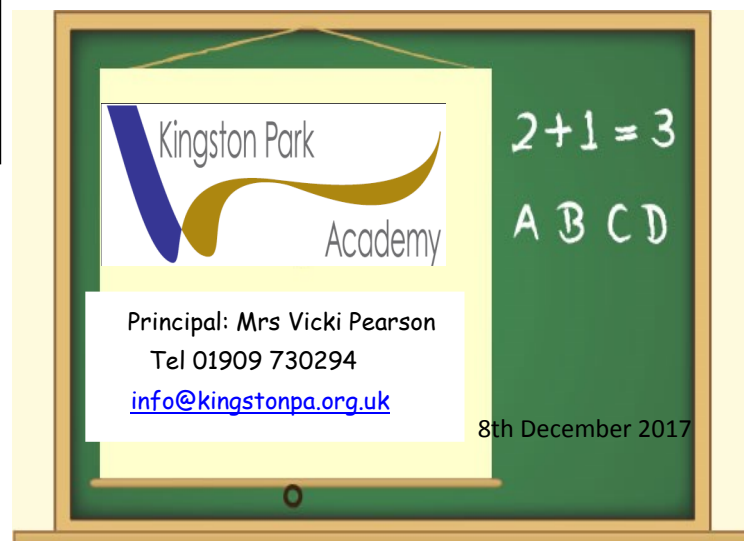 Kingston Park
Academy
2+1=3
A B C D
Principal: Mrs Vicki Pearson
Tel 01909 730294
info@kingstonpa.org.uk
8th December 2017